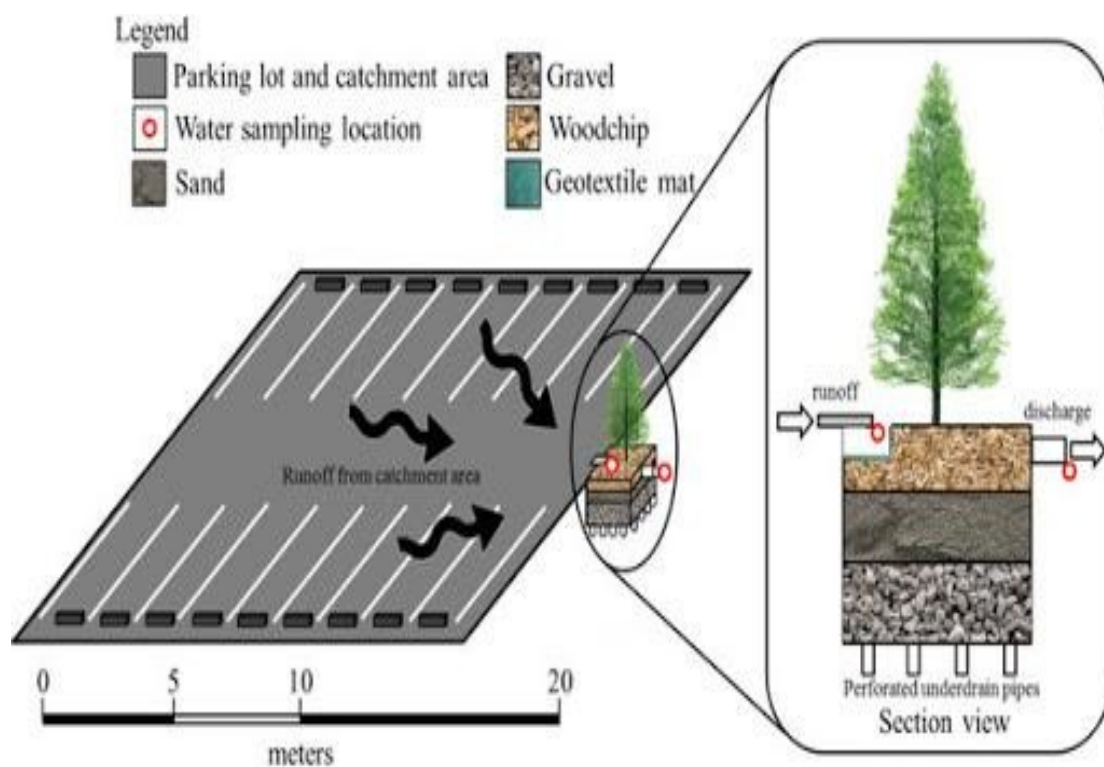 Legend
Parking lot and catchment area
Gravel
Water sampling location
Woodchip
Sand
Geotextile mat
runoff
discharge
Runoff from catchment area
Perforated underdrain pipes
Section view
0 5 10 20
meters